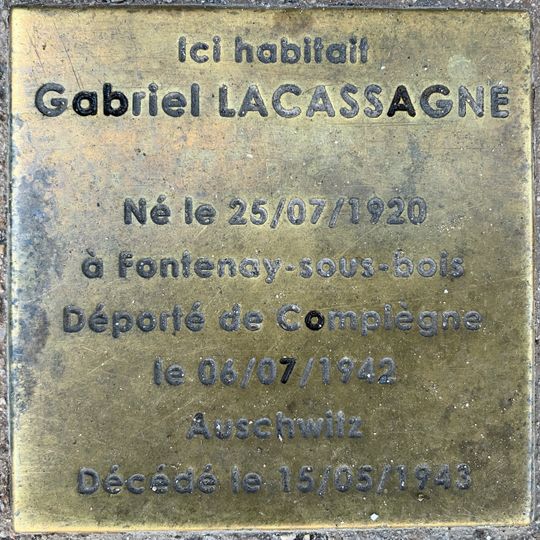 Ici habitait
Gabriel LACASSAGNE
Né le 25/07/1920
à Fontenay-sous-bois
Déporté de Compiègne
le 06/07/1942
Auschwitz
Décédé le 15/05/1943